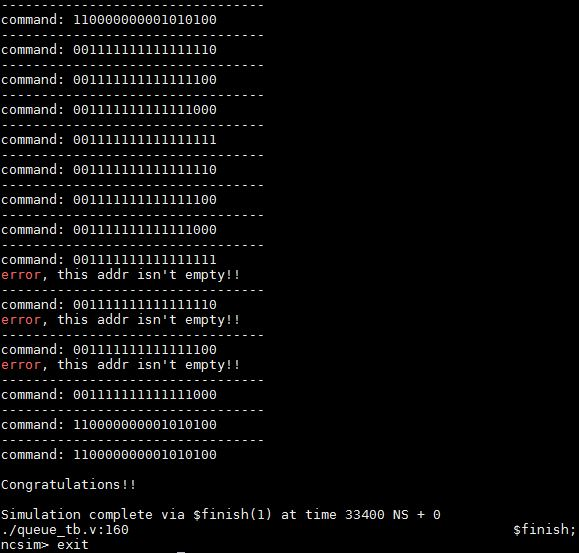 ---------------------------------
command: 110000000001010100
---------------------------------
command: 001111111111111110
---------------------------------
command: 001111111111111100
---------------------------------
command: 001111111111111000
---------------------------------
command: 001111111111111111
---------------------------------
command: 001111111111111110
---------------------------------
command: 001111111111111100
---------------------------------
command: 001111111111111000
---------------------------------
command: 001111111111111111
error, this addr isn't empty!!
---------------------------------
command: 001111111111111110
error, this addr isn't empty!!
---------------------------------
command: 001111111111111100
error, this addr isn't empty!!
---------------------------------
command: 001111111111111000
---------------------------------
command: 110000000001010100
---------------------------------
command: 110000000001010100
Congratulations!!
Simulation complete via $finish(1) at time 33400 NS + 0
./queue_tb.v:160 $finish;
ncsim> exit